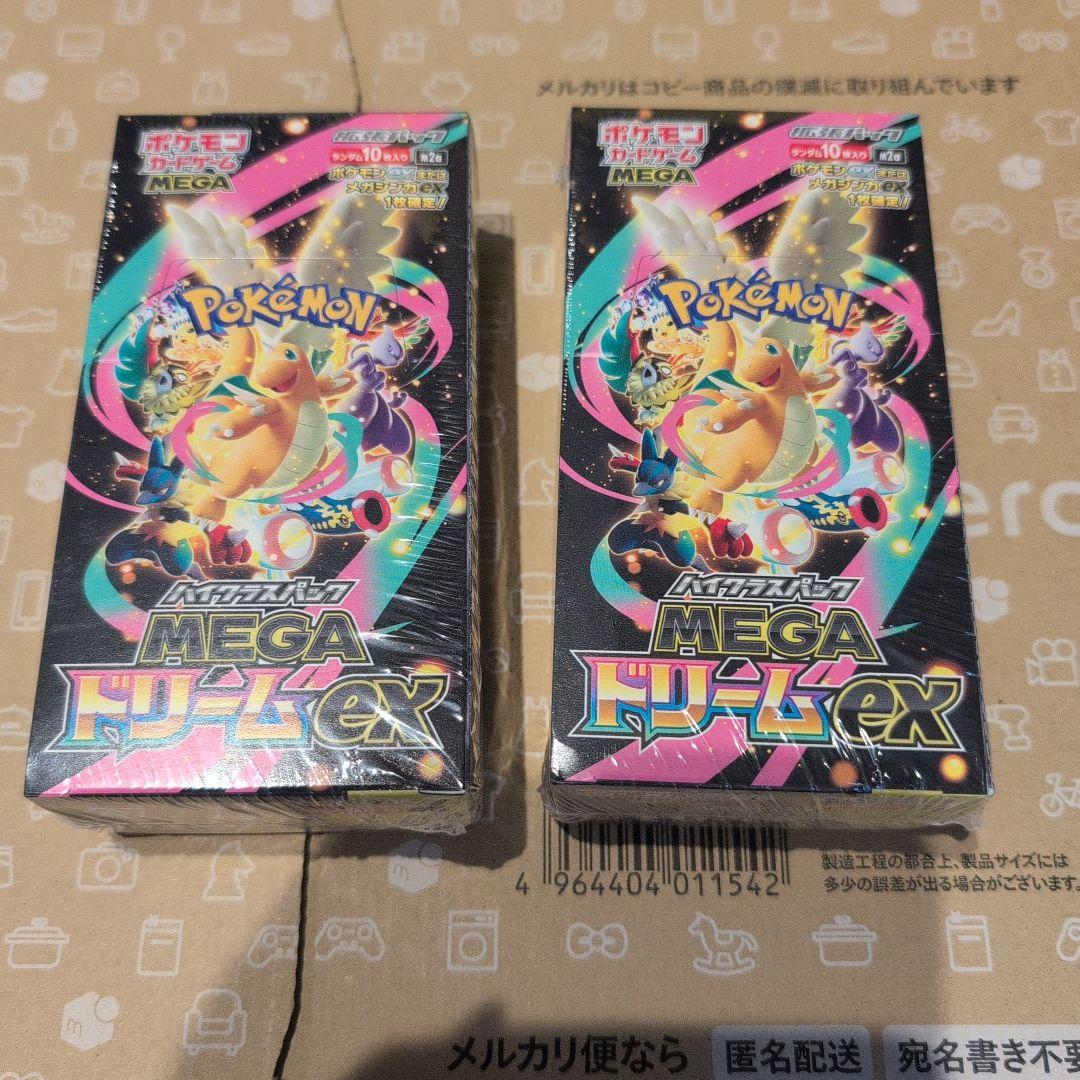 メルカリはコピー商品の撲滅に取り組んでいます
ポケモン
カードゲーム
MEGA
拡張パック
ランダム10枚入り
ポケモンexまたは
メガシンカex
1枚確定!
POKÉMON
ハイクラスパック
MEGA
ドリームex
ポケモン
カードゲーム
MEGA
拡張パック
ランダム10枚入り
ポケモンexまたは
メガシンカex
1枚確定!
POKÉMON
ハイクラスパック
MEGA
ドリームex
ero
4 964404 011542
製造工程の都合上、製品サイズには
多少の誤差が出る場合がございます。
メルカリ便なら
匿名配送
宛名書き不要